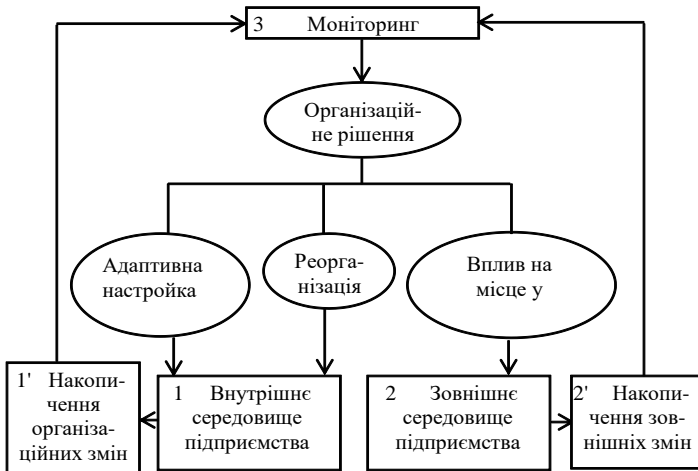 3 Моніторинг
Організацій-
не рішення
Адаптивна
настройка
Реорга-
нізація
Вплив на
місце у
1' Накопи-
чення
організа-
ційних змін
1 Внутрішнє
середовище
підприємства
2 Зовнішнє
середовище
підприємства
2' Накопи-
чення зов-
нішніх змін